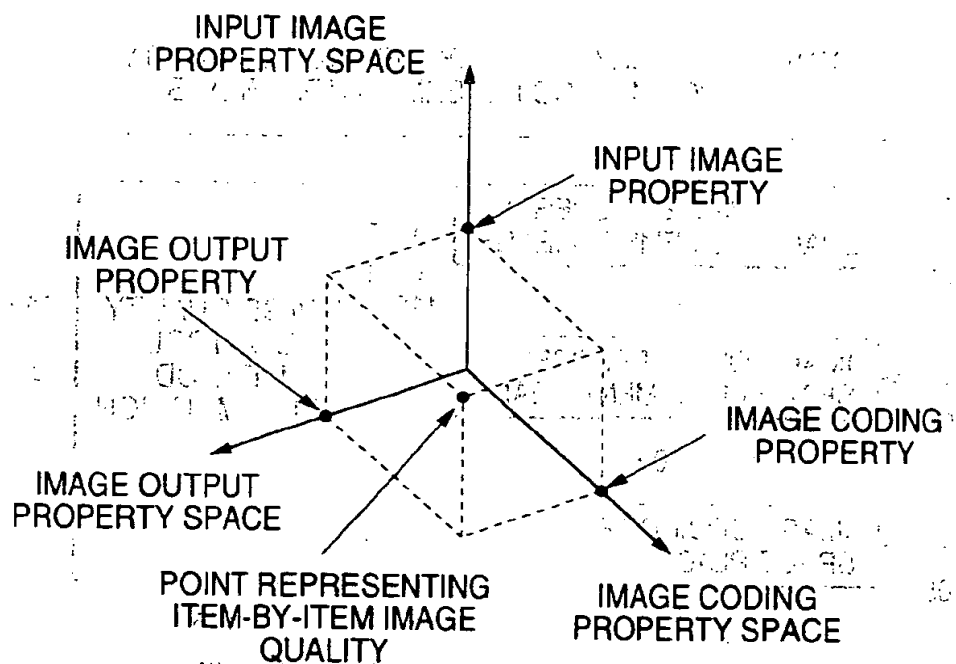 INPUT IMAGE
PROPERTY SPACE
INPUT IMAGE
PROPERTY
IMAGE OUTPUT
PROPERTY
IMAGE CODING
PROPERTY
IMAGE OUTPUT
PROPERTY SPACE
POINT REPRESENTING
ITEM-BY-ITEM IMAGE
QUALITY
IMAGE CODING
PROPERTY SPACE